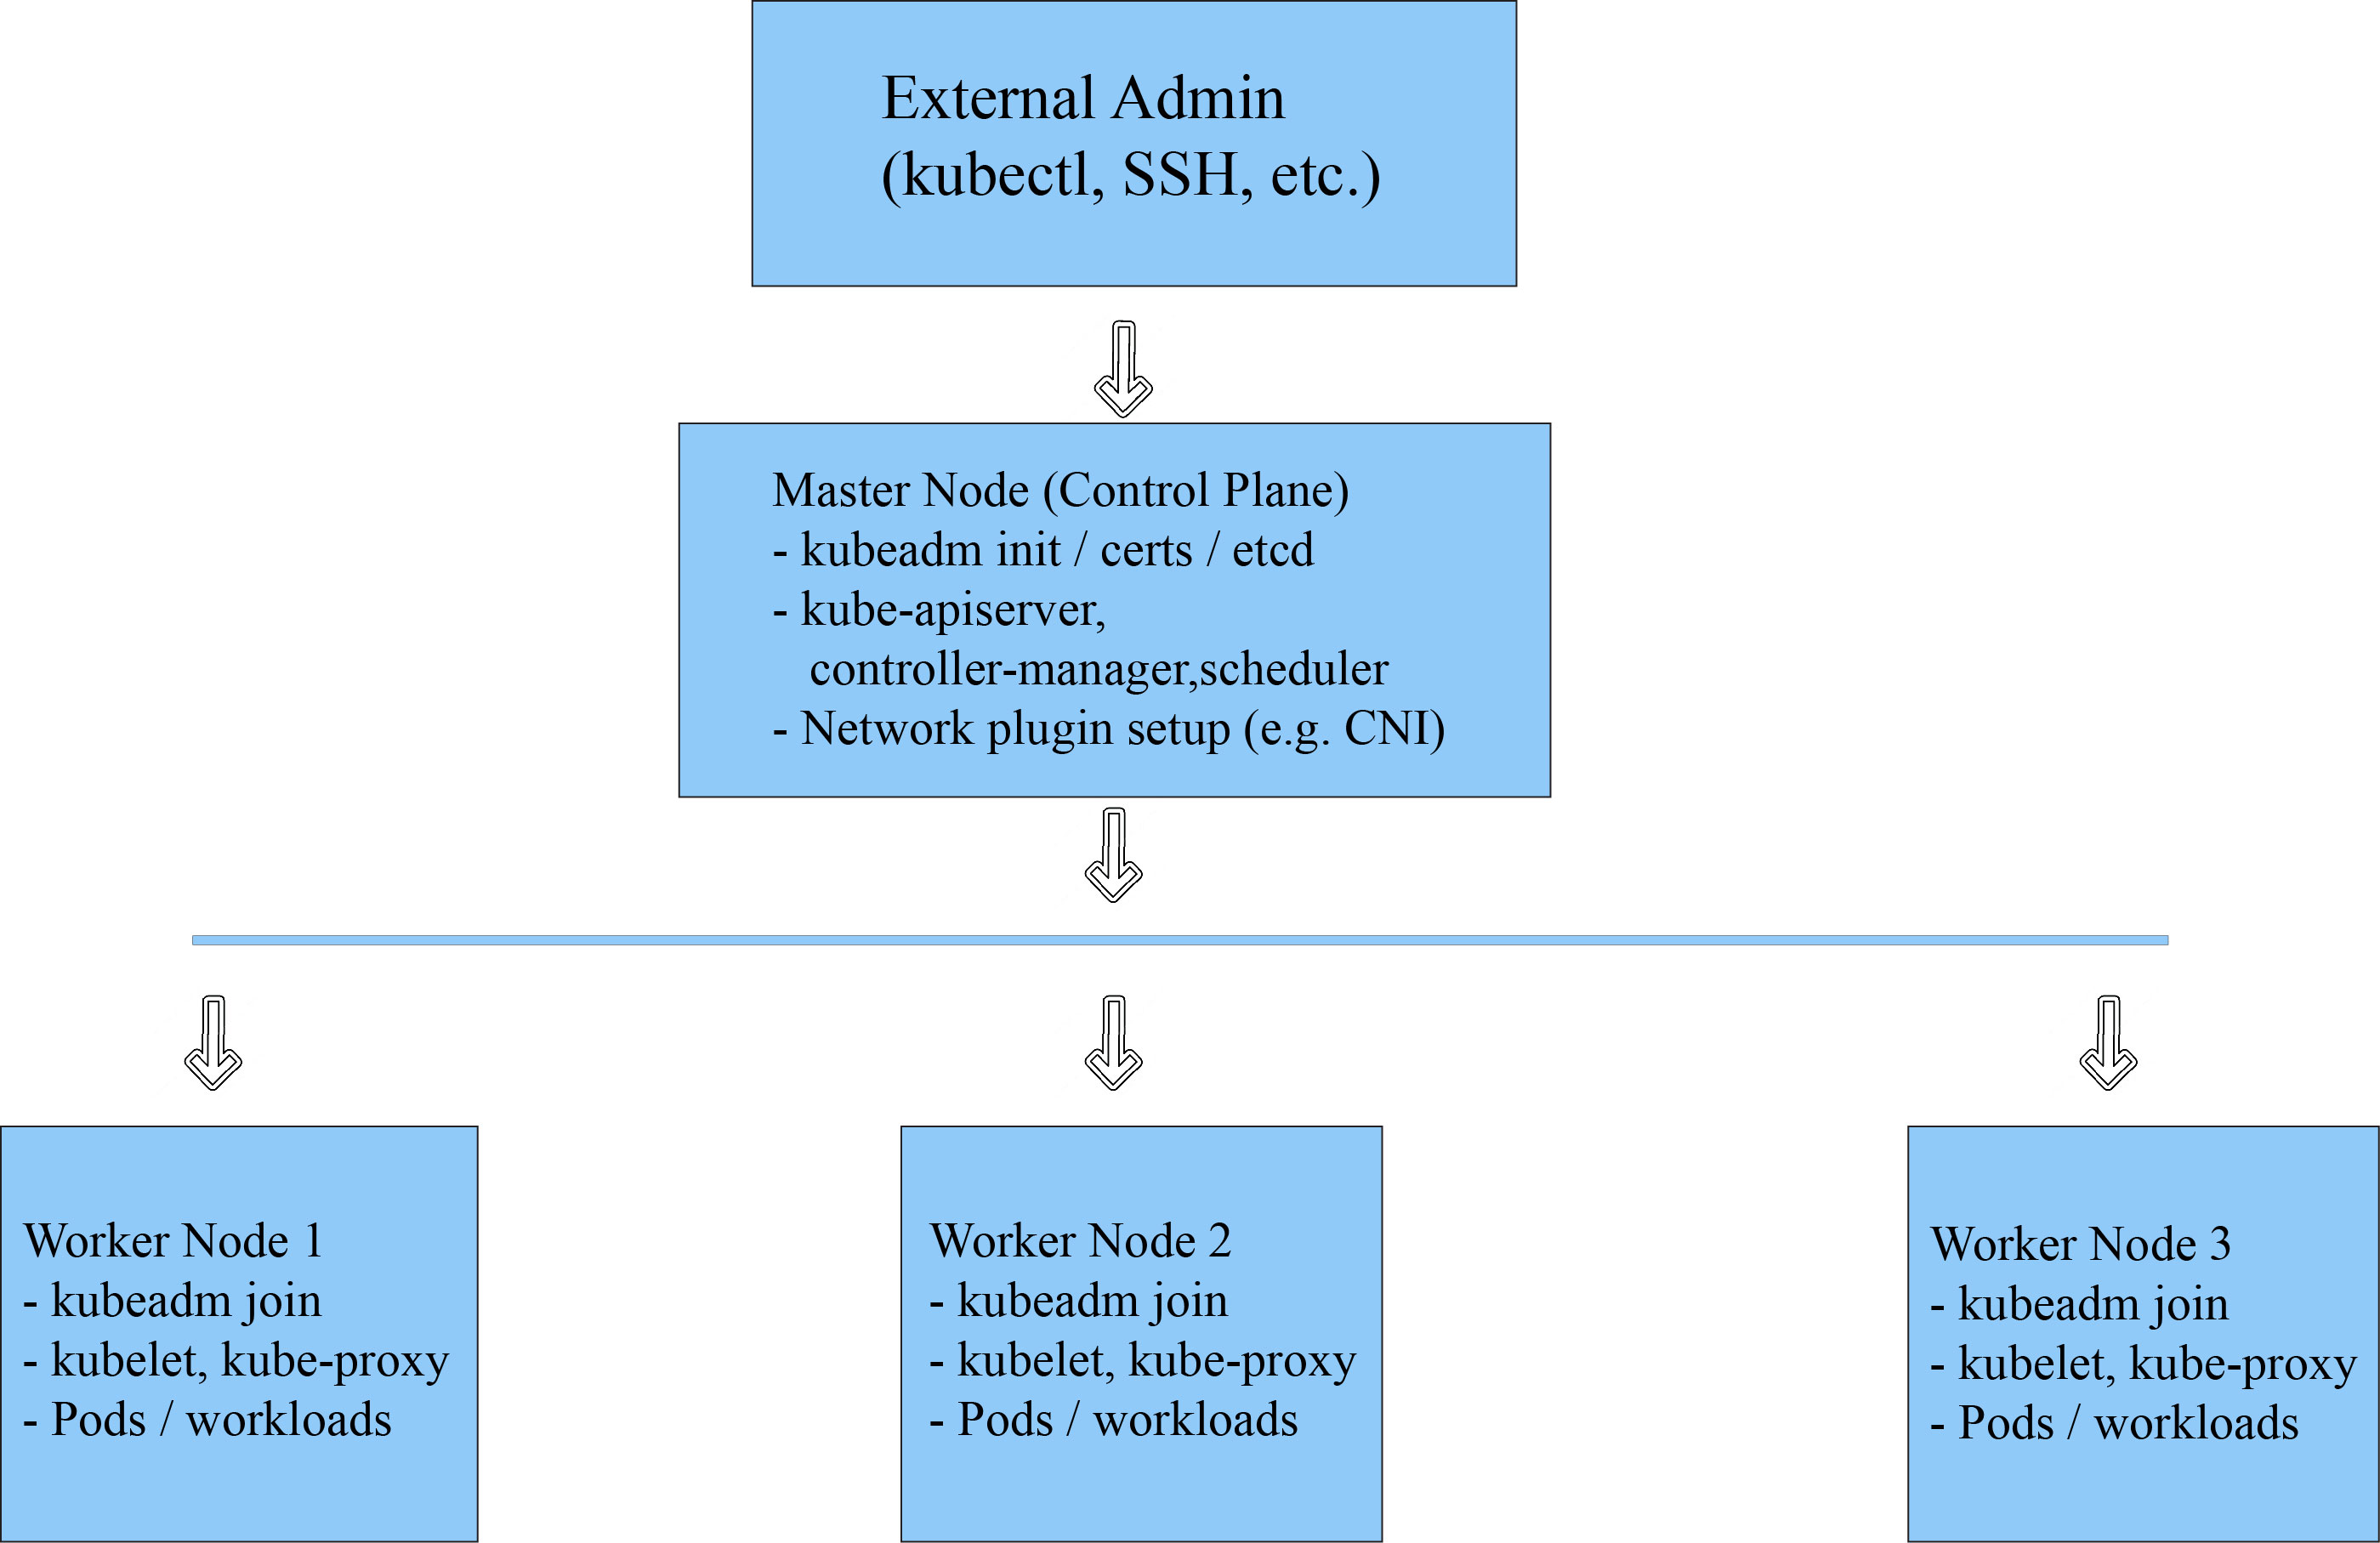 External Admin
(kubectl, SSH, etc.)
Master Node (Control Plane)
- kubeadm init / certs / etcd
- kube-apiserver,
controller-manager,scheduler
- Network plugin setup (e.g. CNI)
Worker Node 1
- kubeadm join
- kubelet, kube-proxy
- Pods / workloads
Worker Node 2
- kubeadm join
- kubelet, kube-proxy
- Pods / workloads
Worker Node 3
- kubeadm join
- kubelet, kube-proxy
- Pods / workloads